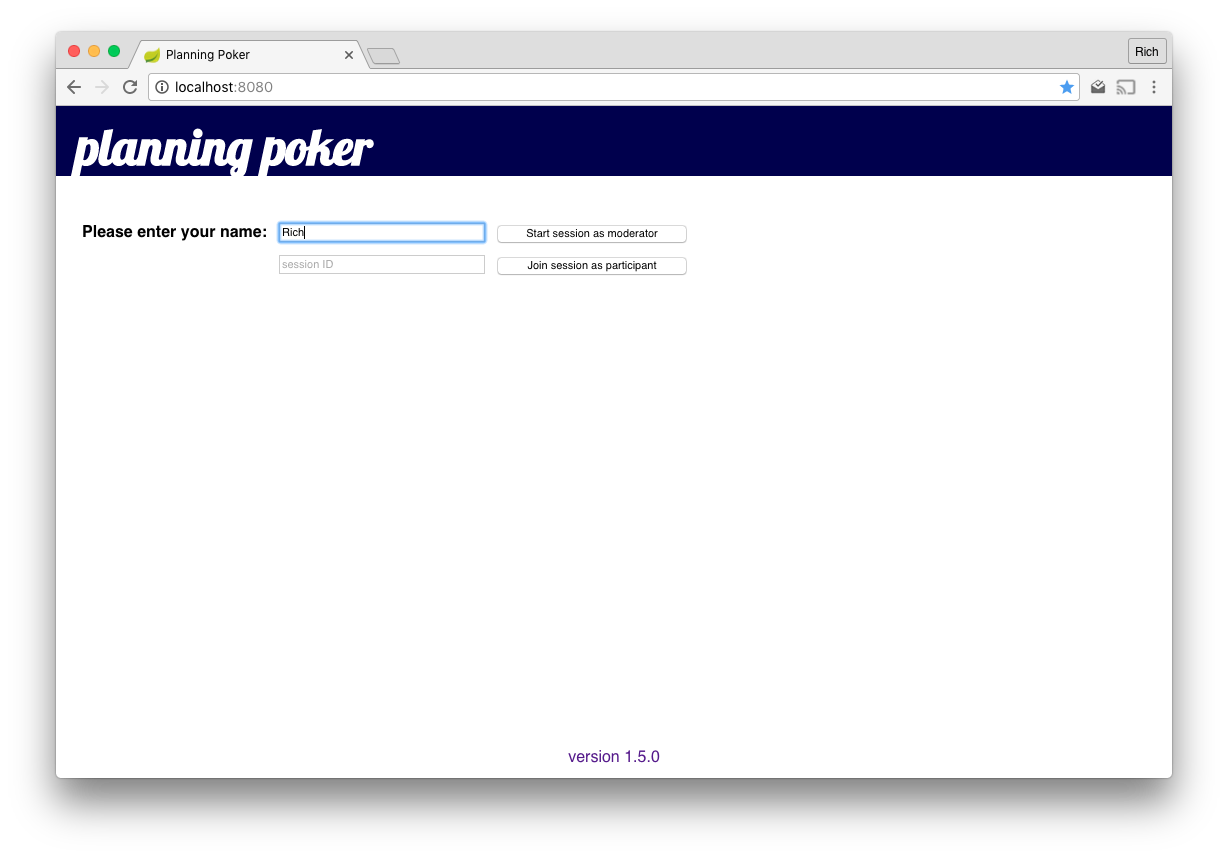 Planning Poker
Rich
localhost:8080
planning poker
Please enter your name: Rich Start session as moderator
session ID Join session as participant
version 1.5.0